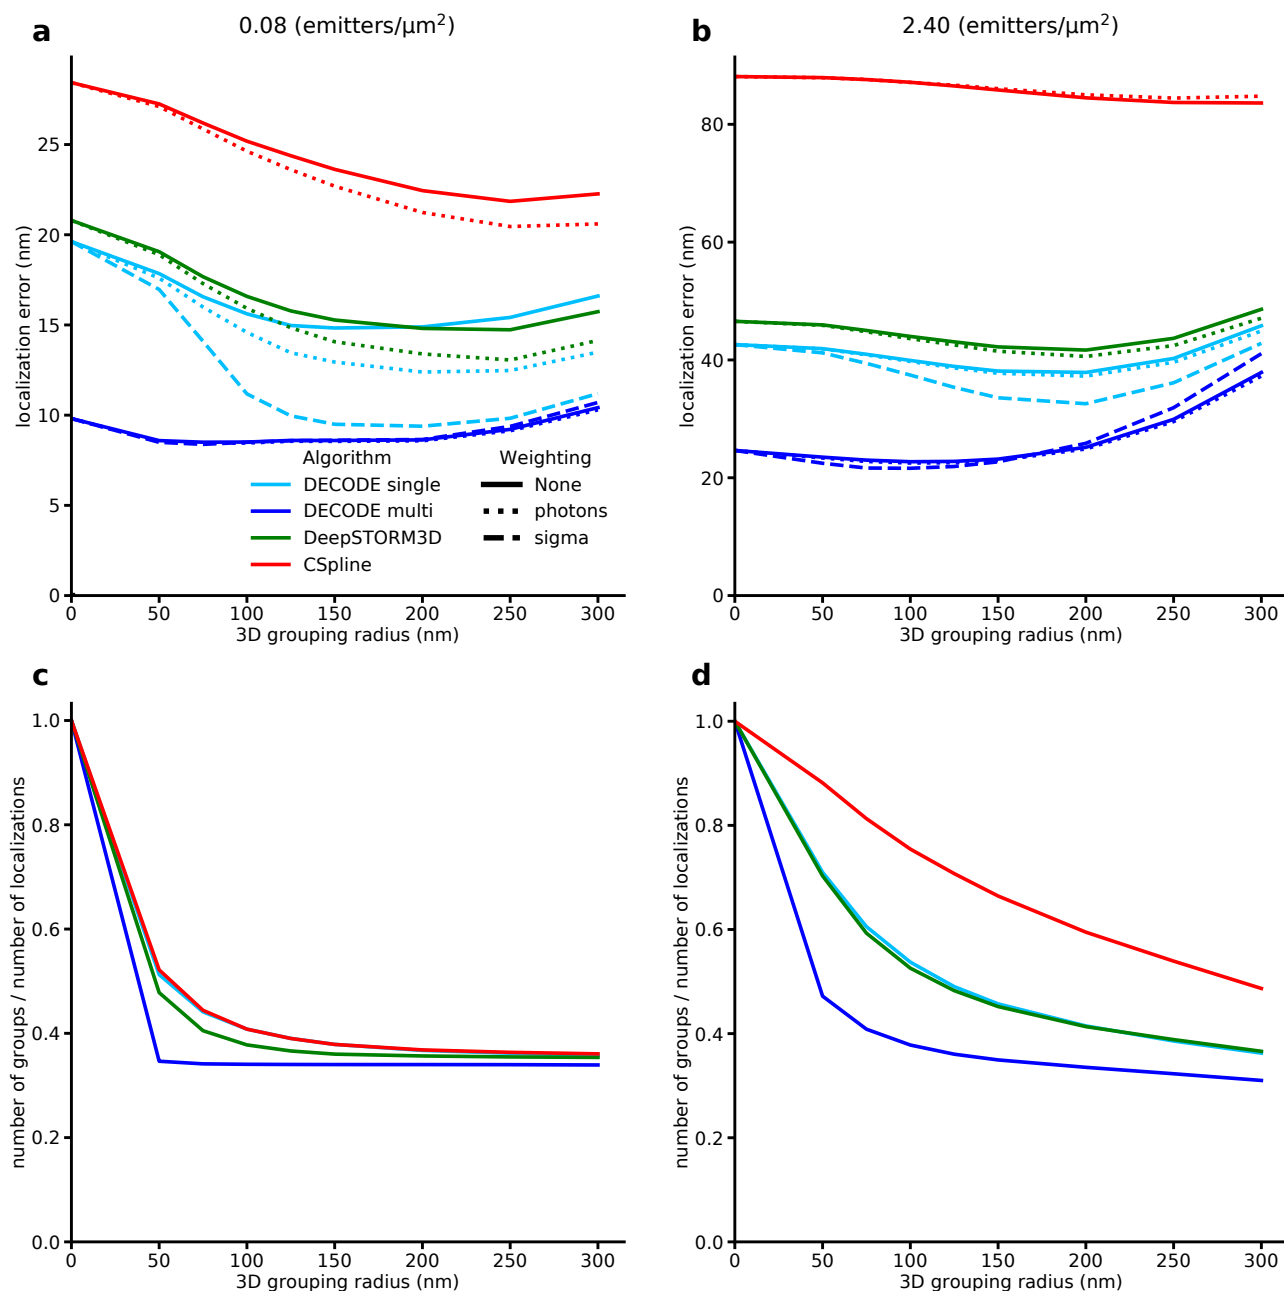 a
0.08 (emitters/µm²)
localization error (nm)
25
20
15
10
5
0
0 50 100 150 200 250 300
3D grouping radius (nm)
Algorithm
DECODE single
DECODE multi
DeepSTORM3D
CSpline
Weighting
None
photons
sigma
b
2.40 (emitters/µm²)
localization error (nm)
80
60
40
20
0
0 50 100 150 200 250 300
3D grouping radius (nm)
c
number of groups / number of localizations
1.0
0.8
0.6
0.4
0.2
0.0
0 50 100 150 200 250 300
3D grouping radius (nm)
d
number of groups / number of localizations
1.0
0.8
0.6
0.4
0.2
0.0
0 50 100 150 200 250 300
3D grouping radius (nm)